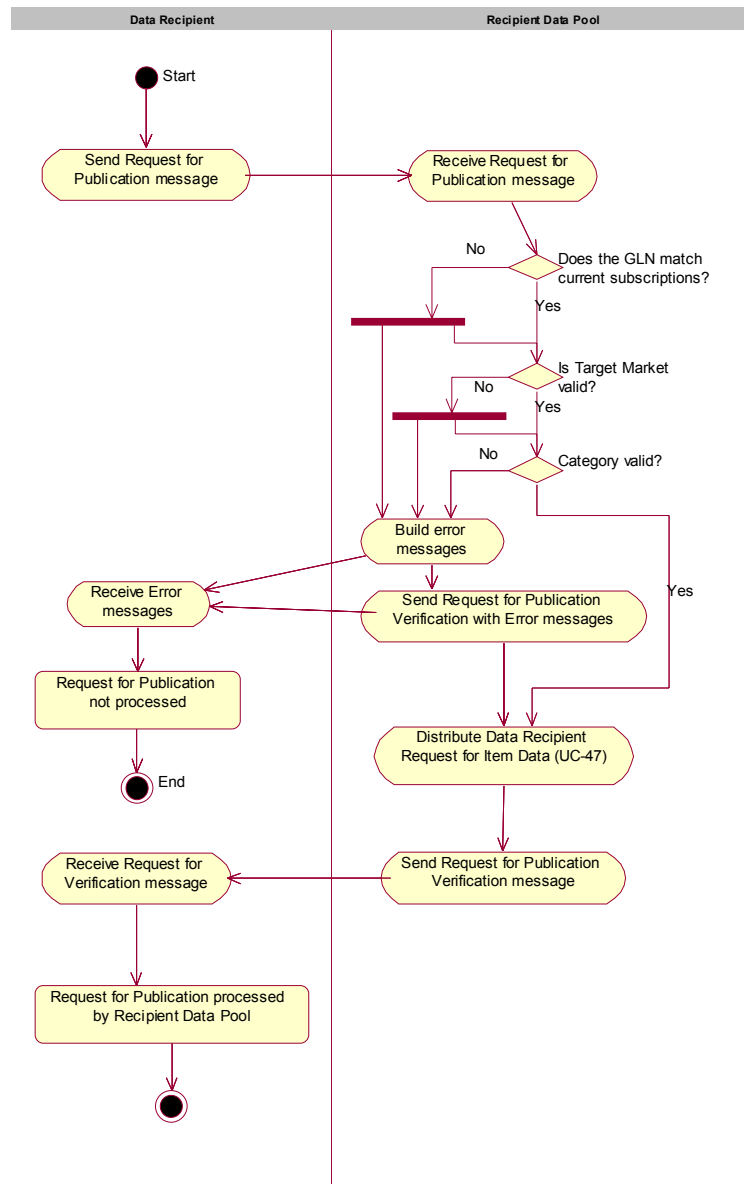 Data Recipient
Recipient Data Pool
Start
Send Request for
Publication message
Receive Request for
Publication message
No
Does the GLN match
current subscriptions?
Yes
Is Target Market
valid?
No
Yes
No
Category valid?
Build error
messages
Receive Error
messages
Send Request for Publication
Verification with Error messages
Yes
Request for Publication
not processed
Distribute Data Recipient
Request for Item Data (UC-47)
End
Receive Request for
Verification message
Send Request for Publication
Verification message
Request for Publication processed
by Recipient Data Pool